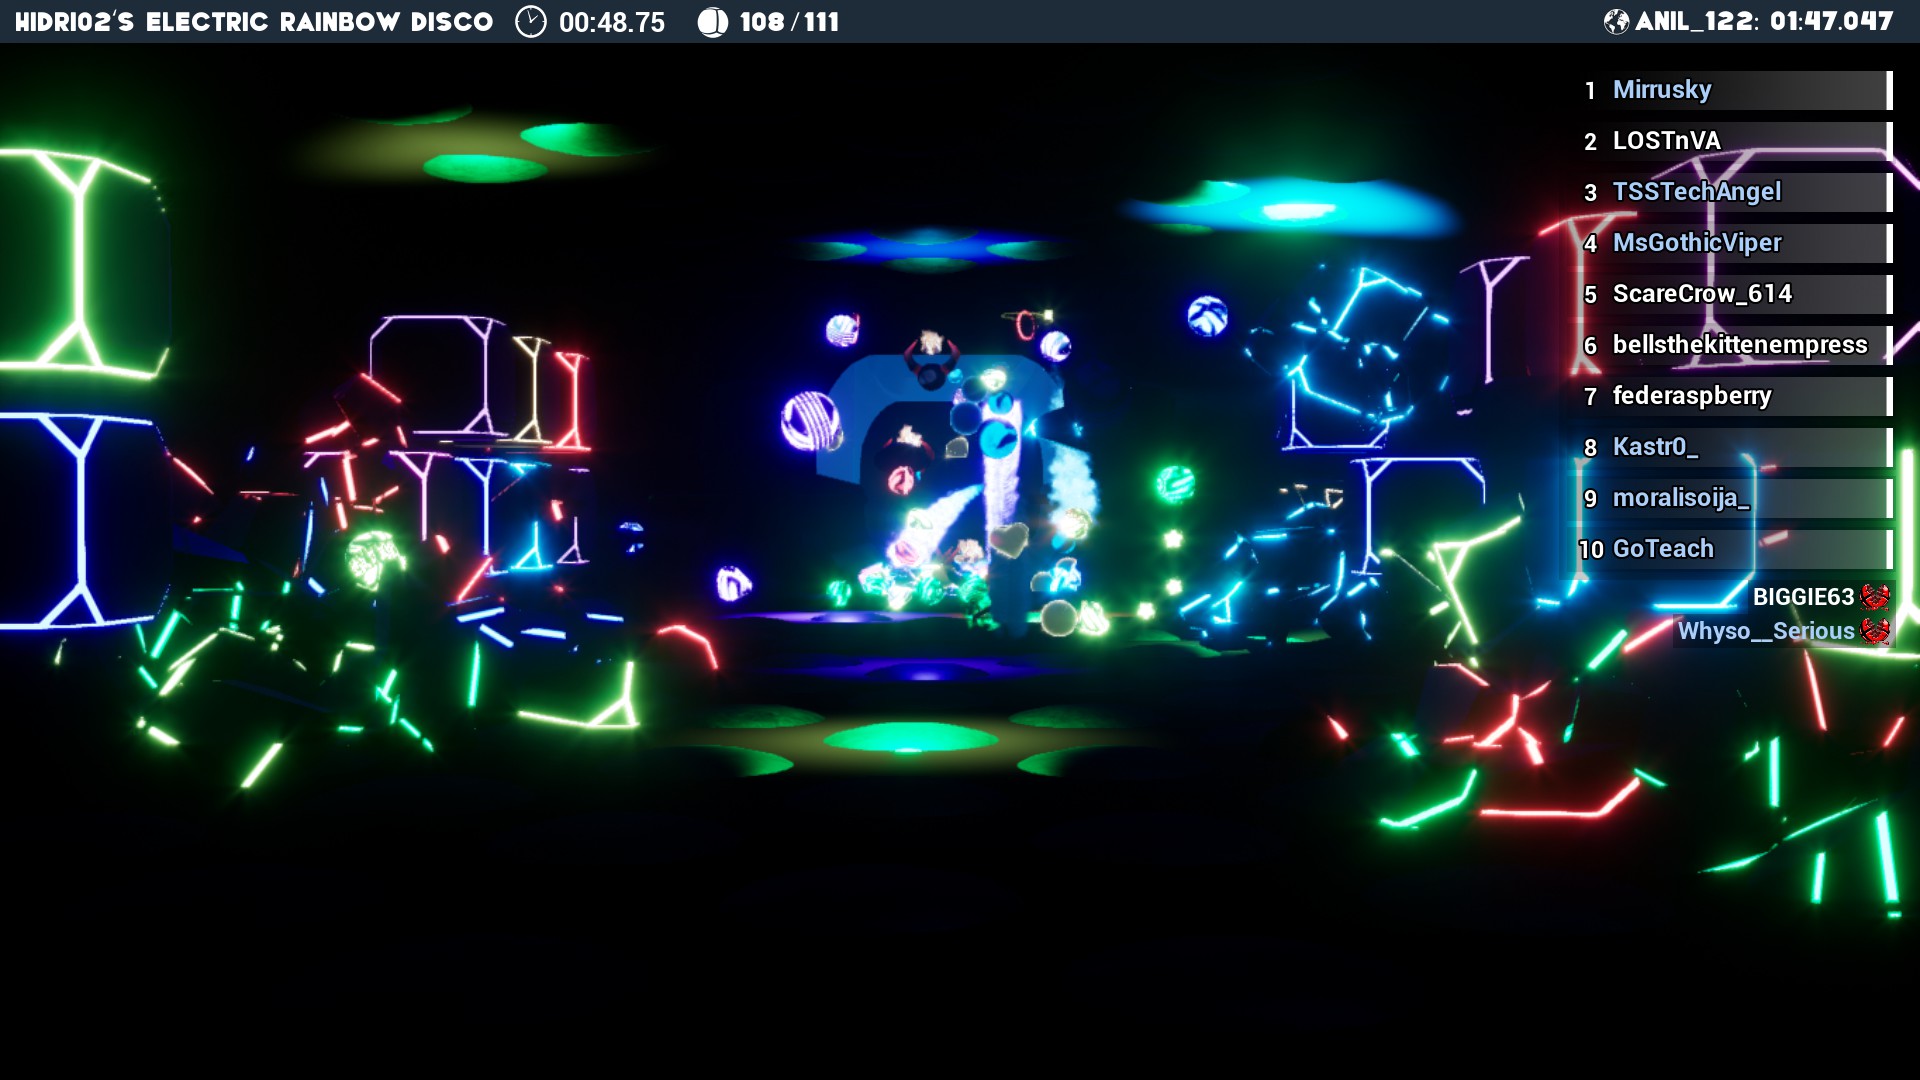 HIDRI02'S ELECTRIC RAINBOW DISCO 00:48.75 108/111 ANIL_122: 01:47.047
1 Mirrusky
2 LOSTnVA
3 TSSTechAngel
4 MsGothicViper
5 ScareCrow_614
6 bellsthekittenempress
7 federaspberry
8 Kastr0_
9 moralisoija_
10 GoTeach
BIGGIE63
Whyso__Serious